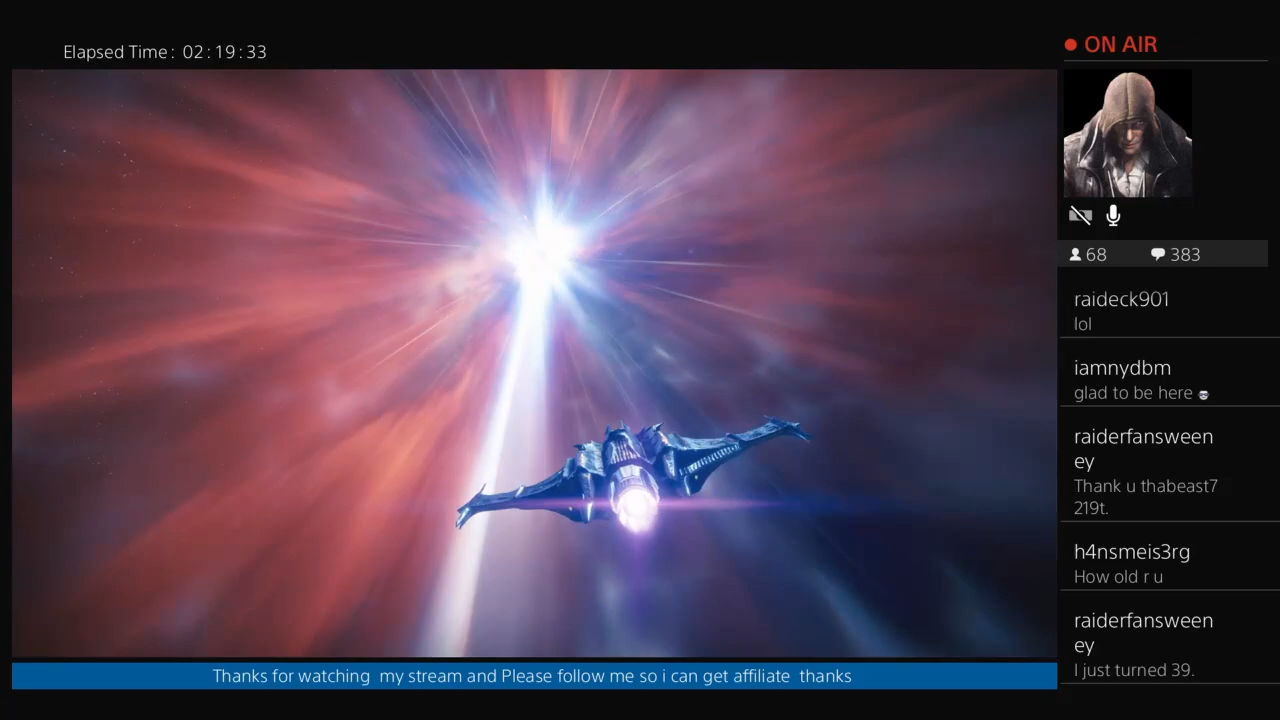 Elapsed Time: 02:19:33
ON AIR
68 383
raideck901
lol
iamnydbm
glad to be here
raiderfansween
ey
Thank u thabeast7
219t.
h4nsmeis3rg
How old r u
raiderfansween
ey
I just turned 39.
Thanks for watching my stream and Please follow me so i can get affiliate thanks